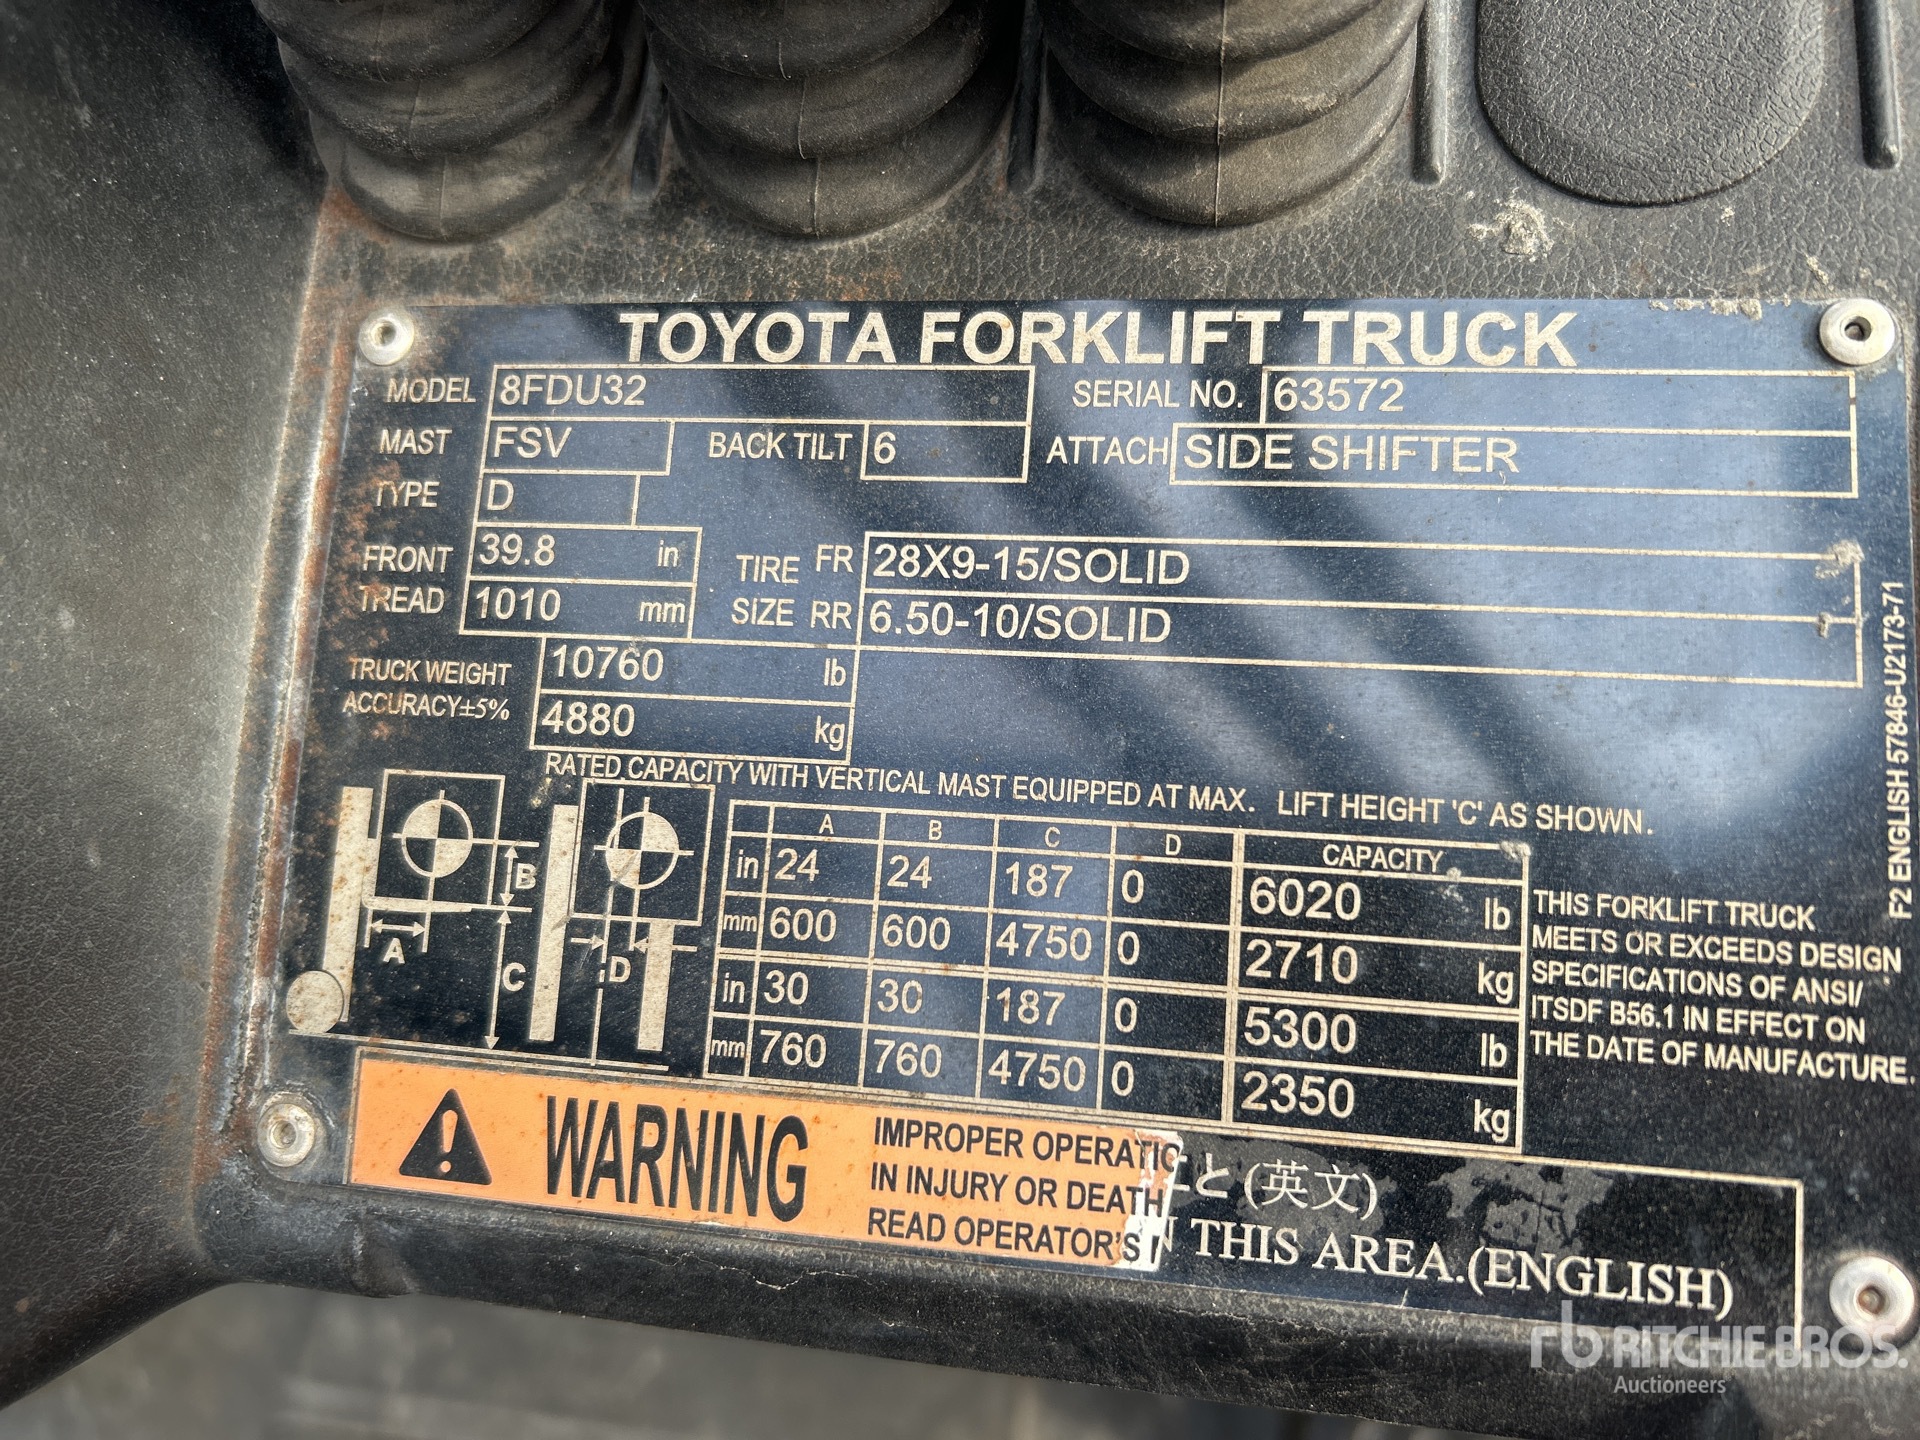 TOYOTA FORKLIFT TRUCK
MODEL 8FDU32 SERIAL NO. 63572
MAST FSV BACK TILT 6 ATTACH SIDE SHIFTER
TYPE D
FRONT TREAD 39.8 in TIRE SIZE FR 28X9-15/SOLID
1010 mm RR 6.50-10/SOLID
TRUCK WEIGHT 10760 lb
ACCURACY±5% 4880 kg
RATED CAPACITY WITH VERTICAL MAST EQUIPPED AT MAX. LIFT HEIGHT 'C' AS SHOWN.
A B C D CAPACITY
in 24 24 187 0 6020 lb
mm 600 600 4750 0 2710 kg
in 30 30 187 0 5300 lb
mm 760 760 4750 0 2350 kg
B
A
C
D
THIS FORKLIFT TRUCK
MEETS OR EXCEEDS DESIGN
SPECIFICATIONS OF ANSI/
ITSDF B56.1 IN EFFECT ON
THE DATE OF MANUFACTURE.
F2 ENGLISH 57846-U2173-71
WARNING
IMPROPER OPERATIO
IN INJURY OR DEATH
READ OPERATOR'S
こと(英文)
IN THIS AREA.(ENGLISH)
rb RITCHIE BROS.
Auctioneers